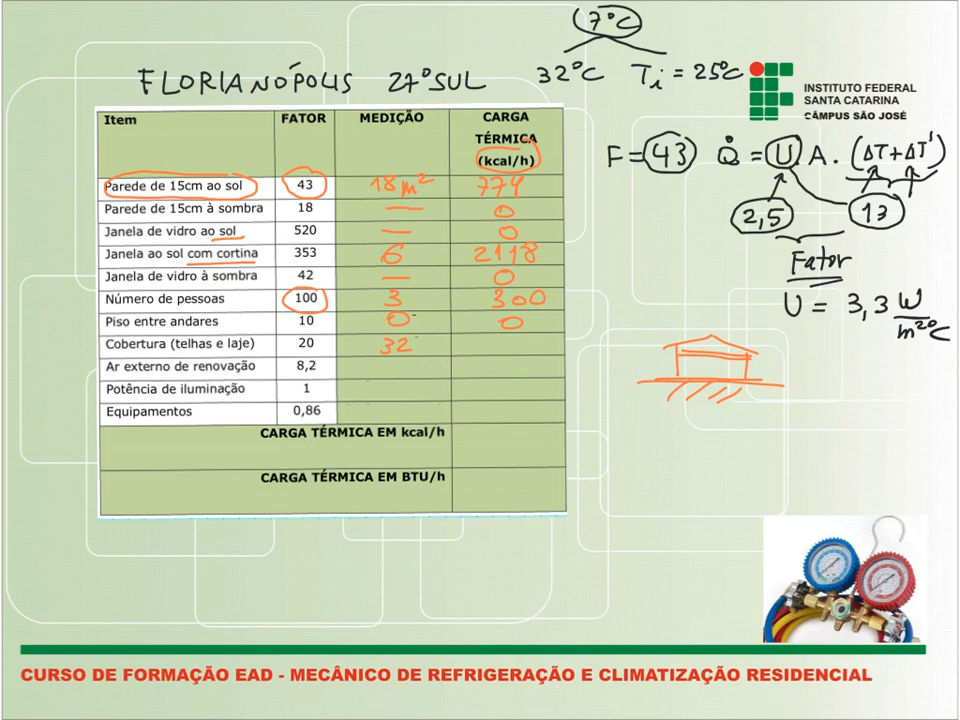 (7°C)
32°C Ti = 25°C
FLORIANÓPOLIS 27° SUL
INSTITUTO FEDERAL
SANTA CATARINA
CÂMPUS SÃO JOSÉ
Item FATOR MEDIÇÃO CARGA TÉRMICA (kcal/h)
Parede de 15cm ao sol 43 18 m² 774
Parede de 15cm à sombra 18 — 0
Janela de vidro ao sol 520 — 0
Janela ao sol com cortina 353 6 2118
Janela de vidro à sombra 42 — 0
Número de pessoas 100 3 300
Piso entre andares 10 0 0
Cobertura (telhas e laje) 20 32
Ar externo de renovação 8,2
Potência de iluminação 1
Equipamentos 0,86
CARGA TÉRMICA EM kcal/h
CARGA TÉRMICA EM BTU/h
F = 43 Q̇ = U.A.(ΔT+ΔT')
2,5 13
Fator
U = 3,3 W/m²°C
CURSO DE FORMAÇÃO EAD - MECÂNICO DE REFRIGERAÇÃO E CLIMATIZAÇÃO RESIDENCIAL